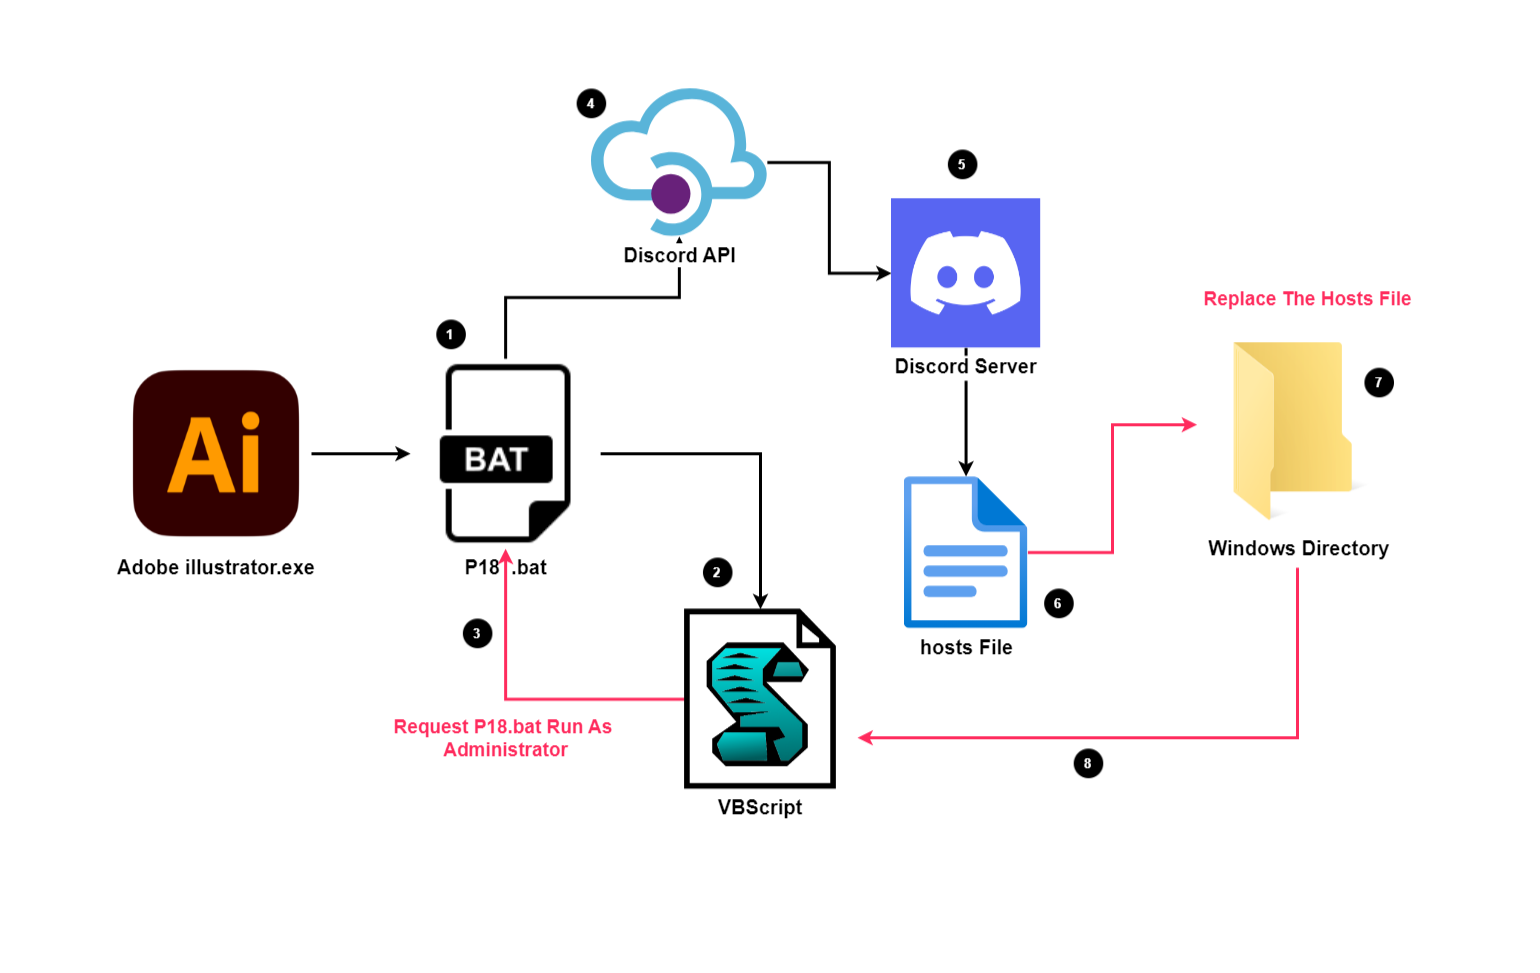 4
5
Discord API
Replace The Hosts File
1
Discord Server
7
Ai
BAT
Windows Directory
Adobe illustrator.exe
P18 .bat
2
6
3
hosts File
Request P18.bat Run As
Administrator
8
VBScript